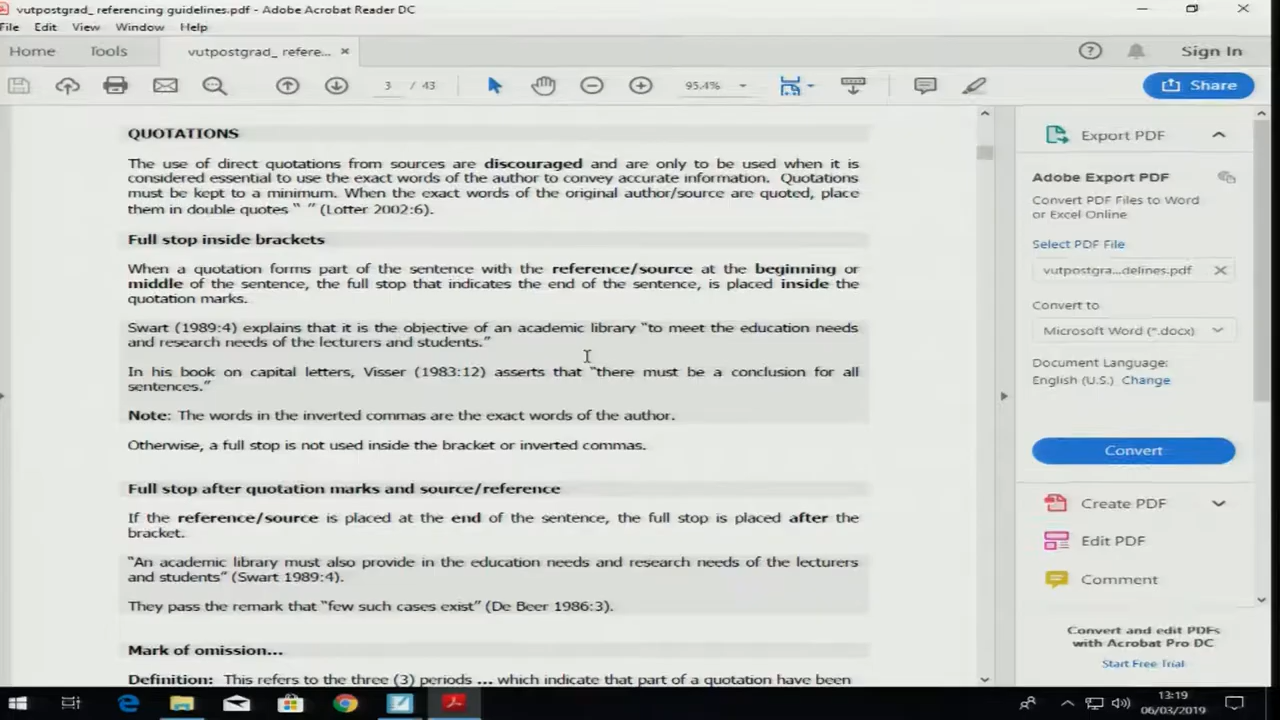 vutpostgrad_ referencing guidelines.pdf - Adobe Acrobat Reader DC
File Edit View Window Help
Home Tools vutpostgrad_ refere... × ? Sign In
3 / 43 95.4% Share
QUOTATIONS
The use of direct quotations from sources are discouraged and are only to be used when it is
considered essential to use the exact words of the author to convey accurate information. Quotations
must be kept to a minimum. When the exact words of the original author/source are quoted, place
them in double quotes “ ” (Lotter 2002:6).
Full stop inside brackets
When a quotation forms part of the sentence with the reference/source at the beginning or
middle of the sentence, the full stop that indicates the end of the sentence, is placed inside the
quotation marks.
Swart (1989:4) explains that it is the objective of an academic library “to meet the education needs
and research needs of the lecturers and students.”
In his book on capital letters, Visser (1983:12) asserts that “there must be a conclusion for all
sentences.”
Note: The words in the inverted commas are the exact words of the author.
Otherwise, a full stop is not used inside the bracket or inverted commas.
Full stop after quotation marks and source/reference
If the reference/source is placed at the end of the sentence, the full stop is placed after the
bracket.
“An academic library must also provide in the education needs and research needs of the lecturers
and students” (Swart 1989:4).
They pass the remark that “few such cases exist” (De Beer 1986:3).
Mark of omission...
Definition: This refers to the three (3) periods ... which indicate that part of a quotation have been
Export PDF
Adobe Export PDF
Convert PDF Files to Word
or Excel Online
Select PDF File
vutpostgra...delines.pdf
Convert to
Microsoft Word (*.docx)
Document Language:
English (U.S.) Change
Convert
Create PDF
Edit PDF
Comment
Convert and edit PDFs
with Acrobat Pro DC
Start Free Trial
13:19
06/03/2019